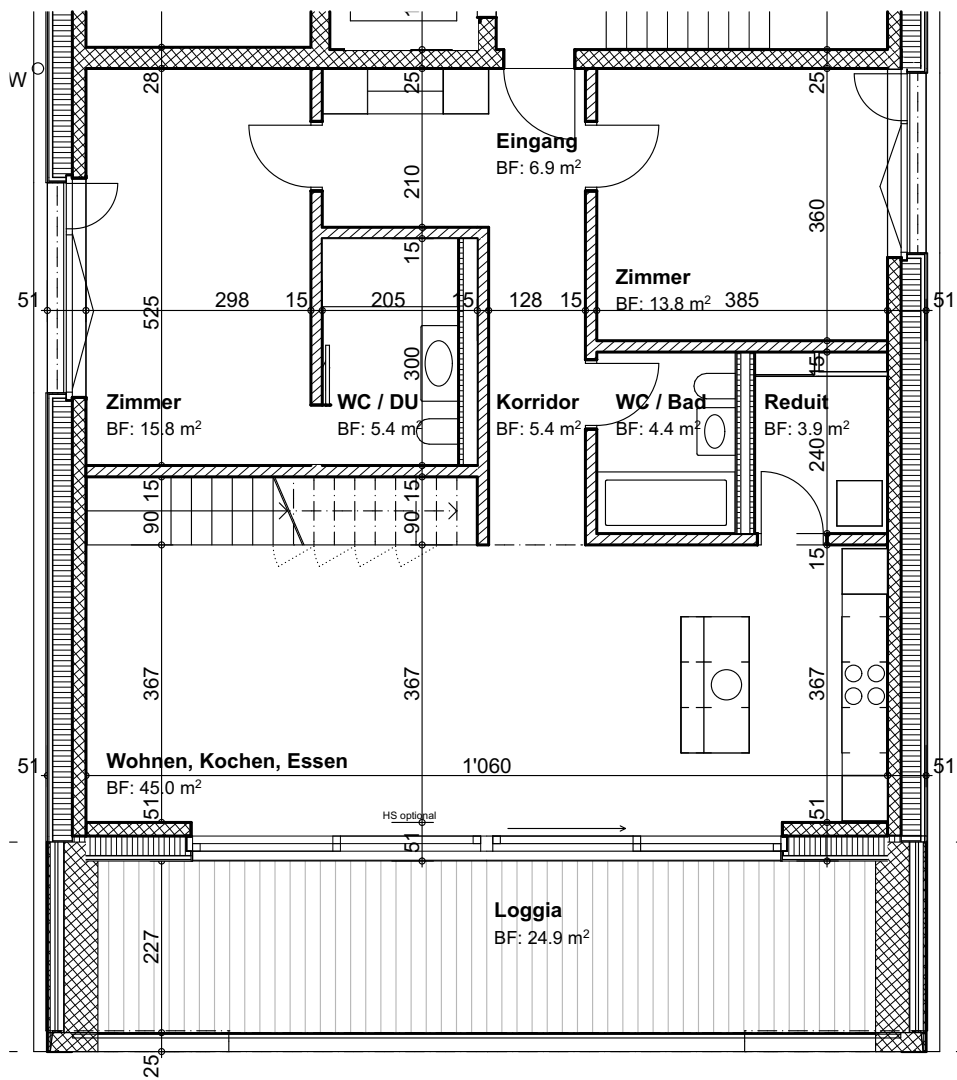 W
28
25
25
Eingang
BF: 6.9 m²
210
360
15
Zimmer
BF: 13.8 m²
51
298
15
205
15
128
15
385
51
525
300
15
Zimmer
BF: 15.8 m²
WC / DU
BF: 5.4 m²
Korridor
BF: 5.4 m²
WC / Bad
BF: 4.4 m²
Reduit
BF: 3.9 m²
240
15
15
90
90
15
367
367
367
Wohnen, Kochen, Essen
BF: 45.0 m²
51
1'060
51
51
HS optional
51
51
Loggia
BF: 24.9 m²
227
25